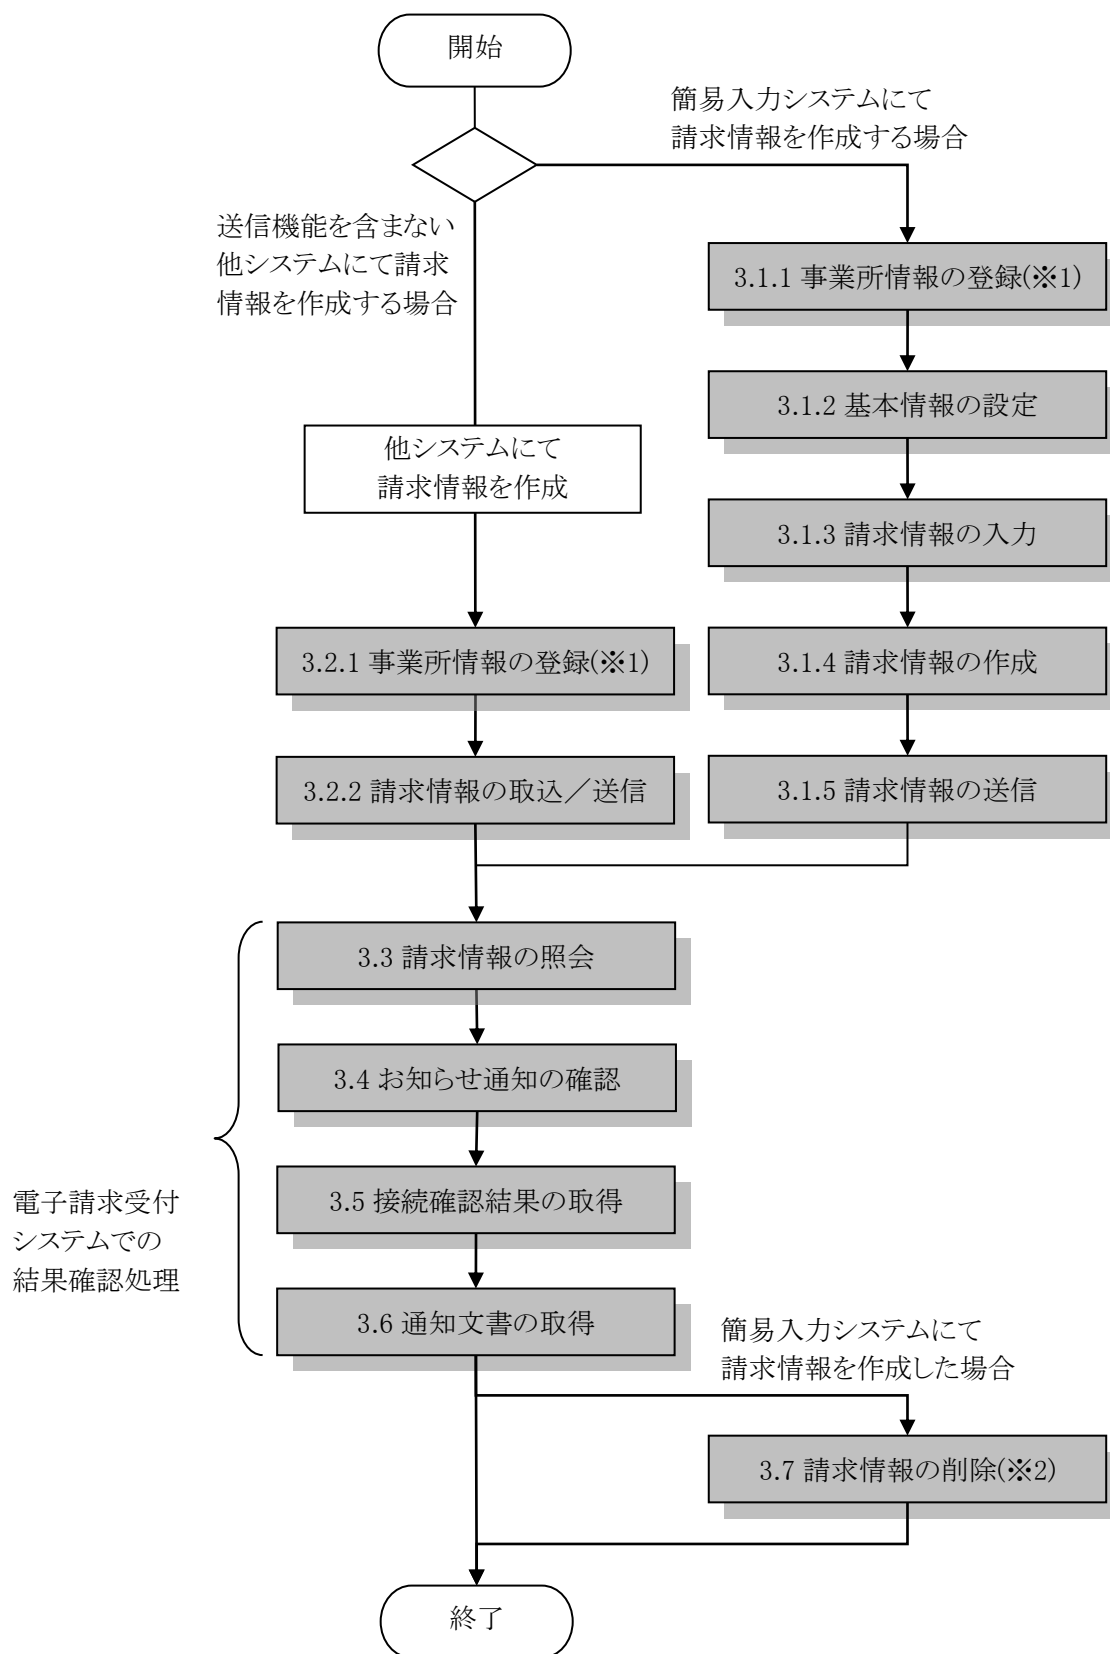 開始
簡易入力システムにて
請求情報を作成する場合
送信機能を含まない
他システムにて請求
情報を作成する場合
3.1.1 事業所情報の登録(※1)
3.1.2 基本情報の設定
他システムにて
請求情報を作成
3.1.3 請求情報の入力
3.2.1 事業所情報の登録(※1)
3.1.4 請求情報の作成
3.2.2 請求情報の取込／送信
3.1.5 請求情報の送信
3.3 請求情報の照会
3.4 お知らせ通知の確認
3.5 接続確認結果の取得
電子請求受付
システムでの
結果確認処理
3.6 通知文書の取得
簡易入力システムにて
請求情報を作成した場合
3.7 請求情報の削除(※2)
終了